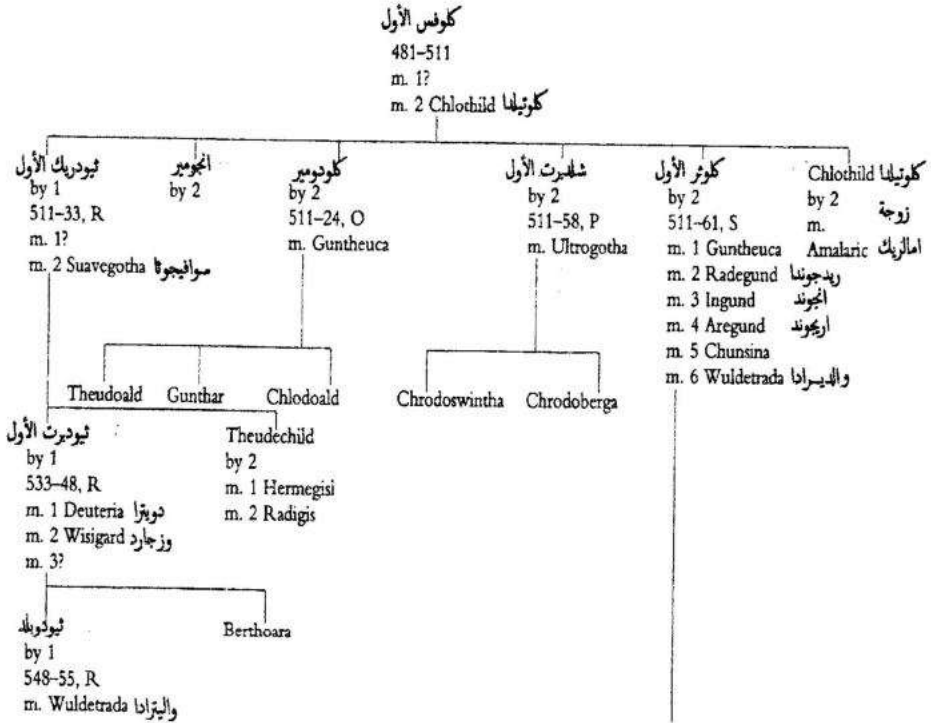 كلوفس الأول
481–511
m. 1?
m. 2 Chlothild كلوتيلدا
ثيودريك الأول
by 1
511–33, R
m. 1?
m. 2 Suavegotha سوافيجوثا
انجومير
by 2
كلودومير
by 2
511–24, O
m. Guntheuca
شلدبرت الأول
by 2
511–58, P
m. Ultrogotha
كلوثر الأول
by 2
511–61, S
m. 1 Guntheuca
m. 2 Radegund ريدجوندا
m. 3 Ingund انجوند
m. 4 Aregund اريجوند
m. 5 Chunsina
m. 6 Wuldetrada والديرادا
Chlothild كلوتيلدا
by 2
زوجة
m.
Amalaric امالريك
Theudoald
Gunthar
Chlodoald
Chrodoswintha
Chrodoberga
ثيودبرت الأول
by 1
533–48, R
m. 1 Deuteria دويترا
m. 2 Wisigard وزجارد
m. 3?
Theudechild
by 2
m. 1 Hermegisi
m. 2 Radigis
ثيودوبلد
by 1
548–55, R
m. Wuldetrada واليترادا
Berthoara